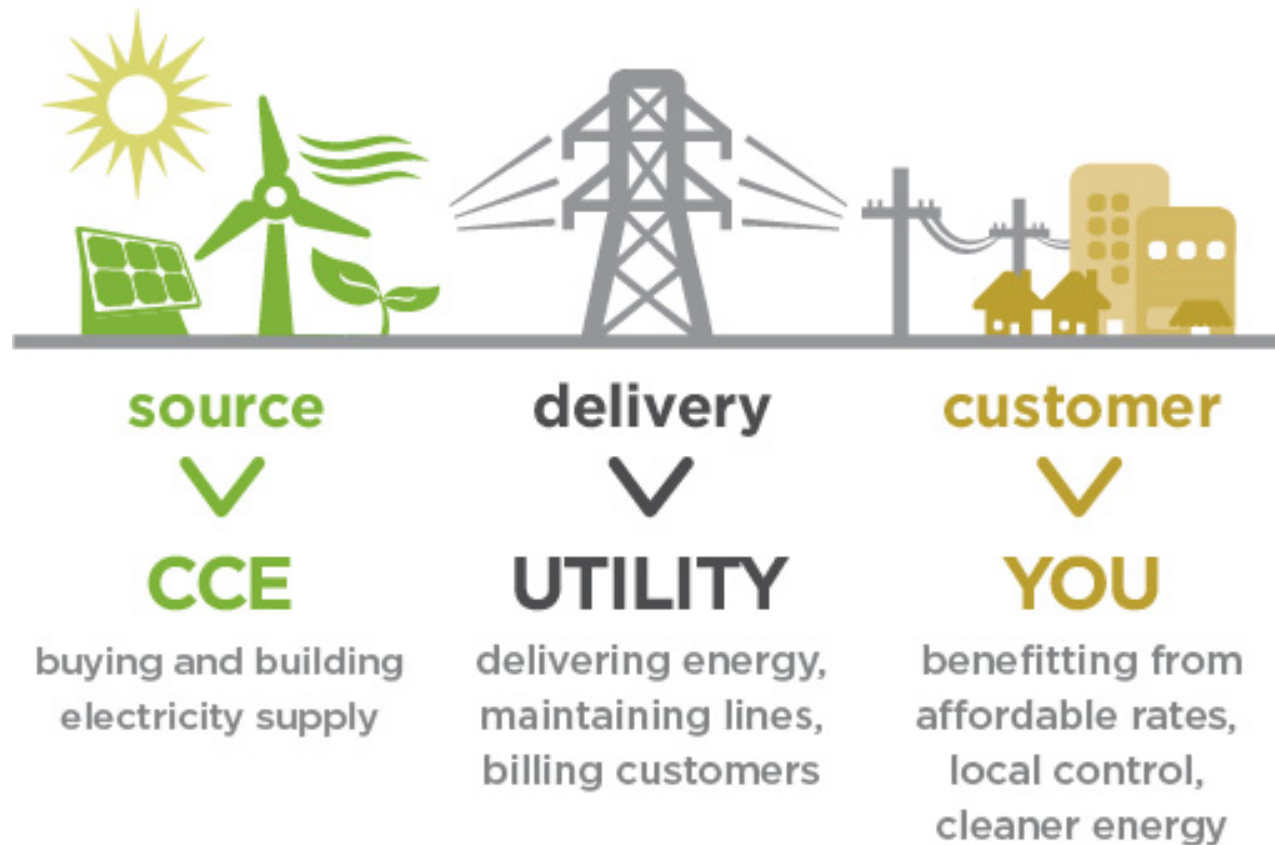 source
CCE
buying and building
electricity supply
delivery
UTILITY
delivering energy,
maintaining lines,
billing customers
customer
YOU
benefitting from
affordable rates,
local control,
cleaner energy